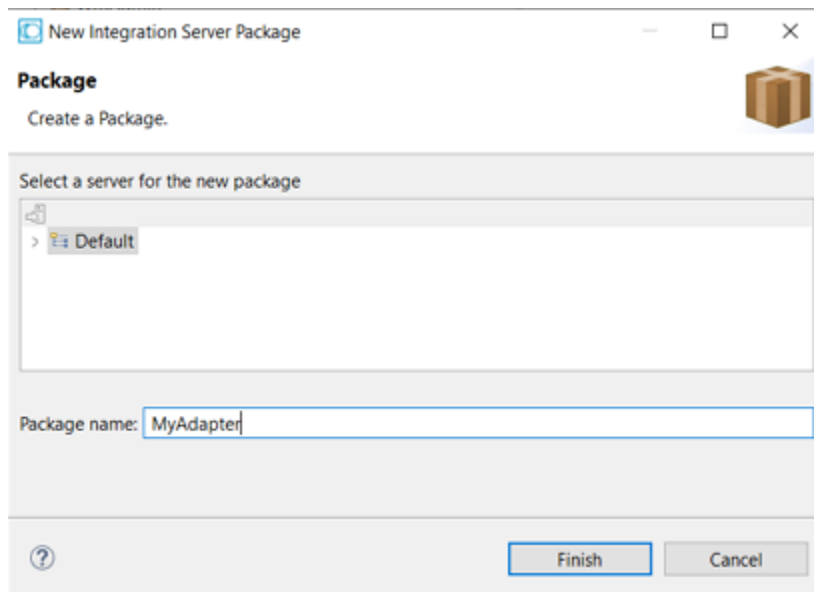 New Integration Server Package
Package
Create a Package.
Select a server for the new package
Default
Package name: MyAdapter
Finish Cancel